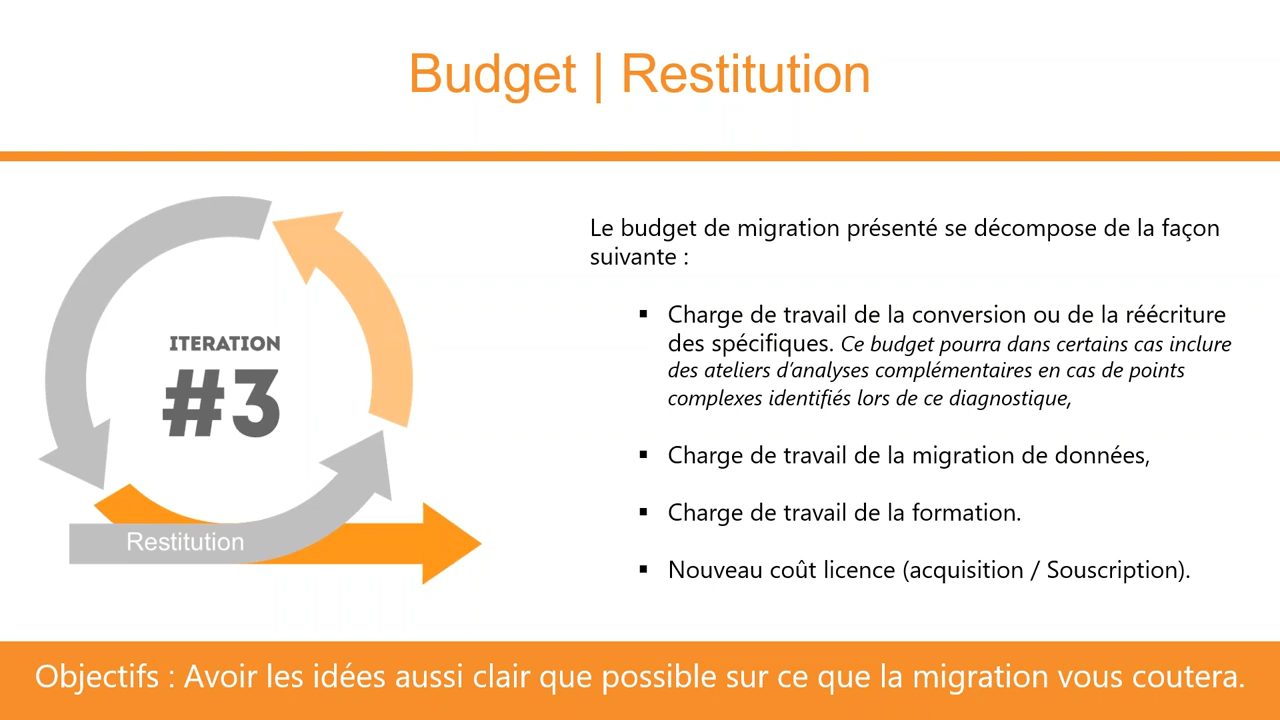 Budget | Restitution
ITERATION
#3
Restitution
Le budget de migration présenté se décompose de la façon
suivante :
▪ Charge de travail de la conversion ou de la réécriture
des spécifiques. Ce budget pourra dans certains cas inclure
des ateliers d’analyses complémentaires en cas de points
complexes identifiés lors de ce diagnostique,
▪ Charge de travail de la migration de données,
▪ Charge de travail de la formation.
▪ Nouveau coût licence (acquisition / Souscription).
Objectifs : Avoir les idées aussi clair que possible sur ce que la migration vous coutera.